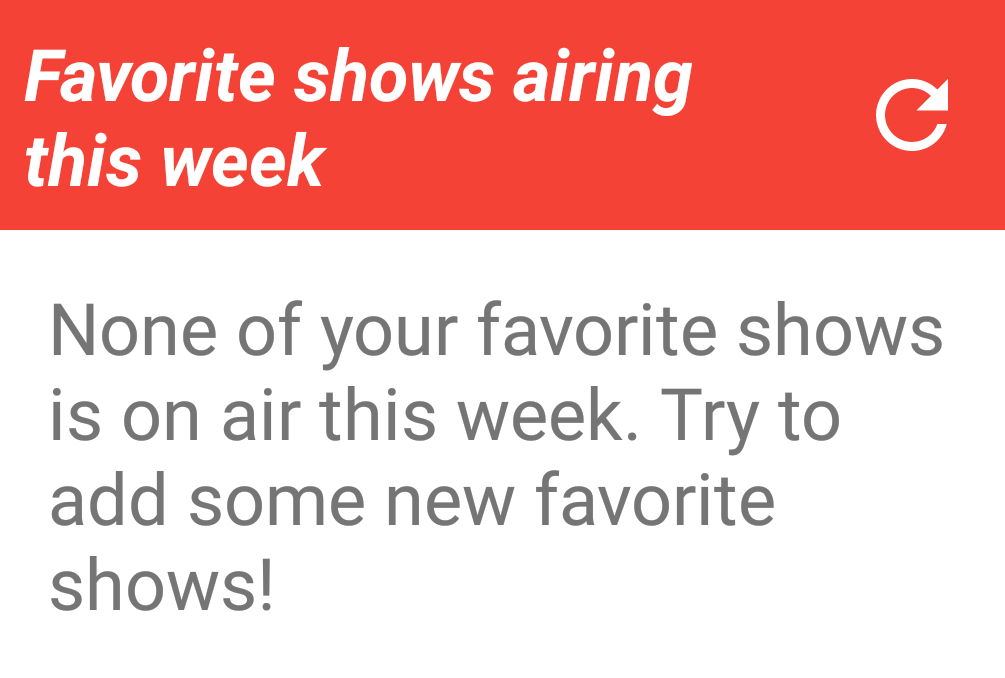 Favorite shows airing
this week
None of your favorite shows
is on air this week. Try to
add some new favorite
shows!